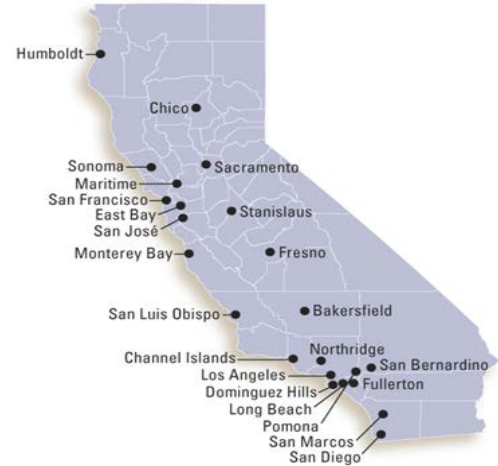 Humboldt
Chico
Sonoma
Sacramento
Maritime
San Francisco
East Bay
Stanislaus
San José
Monterey Bay
Fresno
San Luis Obispo
Bakersfield
Northridge
Channel Islands
San Bernardino
Los Angeles
Fullerton
Dominguez Hills
Long Beach
Pomona
San Marcos
San Diego